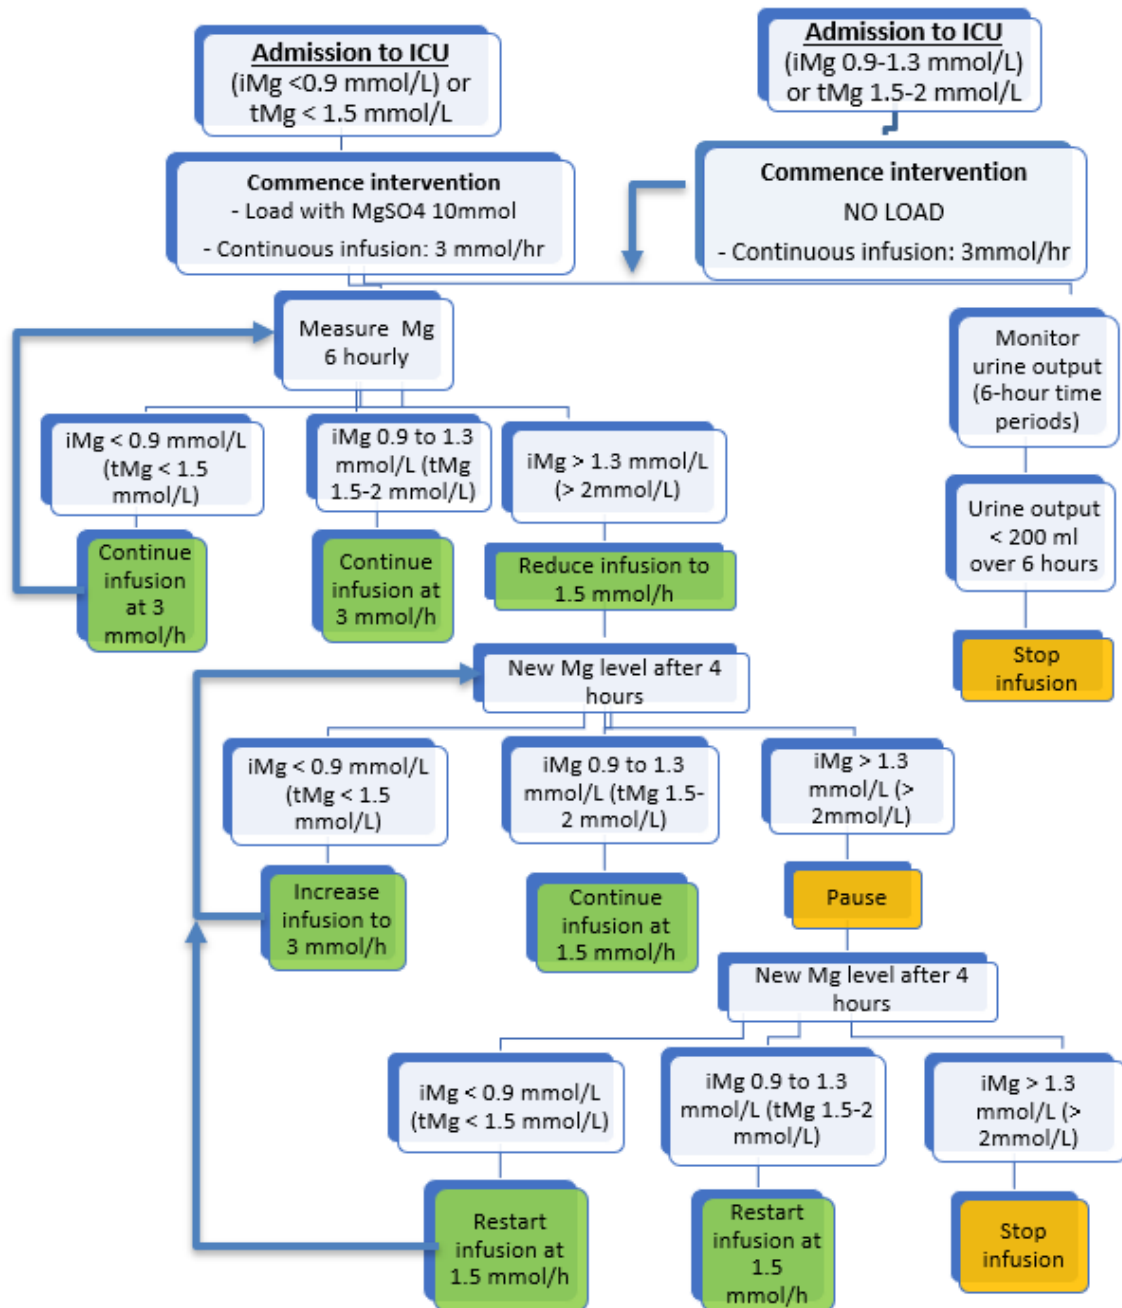 Admission to ICU
(iMg <0.9 mmol/L) or
tMg < 1.5 mmol/L
Admission to ICU
(iMg 0.9-1.3 mmol/L)
or tMg 1.5-2 mmol/L
Commence intervention
- Load with MgSO4 10mmol
- Continuous infusion: 3 mmol/hr
Commence intervention
NO LOAD
- Continuous infusion: 3mmol/hr
Measure Mg
6 hourly
Monitor
urine output
(6-hour time
periods)
iMg < 0.9 mmol/L
(tMg < 1.5
mmol/L)
iMg 0.9 to 1.3
mmol/L (tMg
1.5-2 mmol/L)
iMg > 1.3 mmol/L
(> 2mmol/L)
Urine output
< 200 ml
over 6 hours
Continue
infusion
at 3
mmol/h
Continue
infusion at
3 mmol/h
Reduce infusion to
1.5 mmol/h
Stop
infusion
New Mg level after 4
hours
iMg < 0.9 mmol/L
(tMg < 1.5
mmol/L)
iMg 0.9 to 1.3
mmol/L (tMg 1.5-
2 mmol/L)
iMg > 1.3
mmol/L (>
2mmol/L)
Increase
infusion to
3 mmol/h
Continue
infusion at
1.5 mmol/h
Pause
New Mg level after 4
hours
iMg < 0.9 mmol/L
(tMg < 1.5 mmol/L)
iMg 0.9 to 1.3
mmol/L (tMg 1.5-2
mmol/L)
iMg > 1.3
mmol/L (>
2mmol/L)
Restart
infusion at
1.5 mmol/h
Restart
infusion at
1.5
mmol/h
Stop
infusion